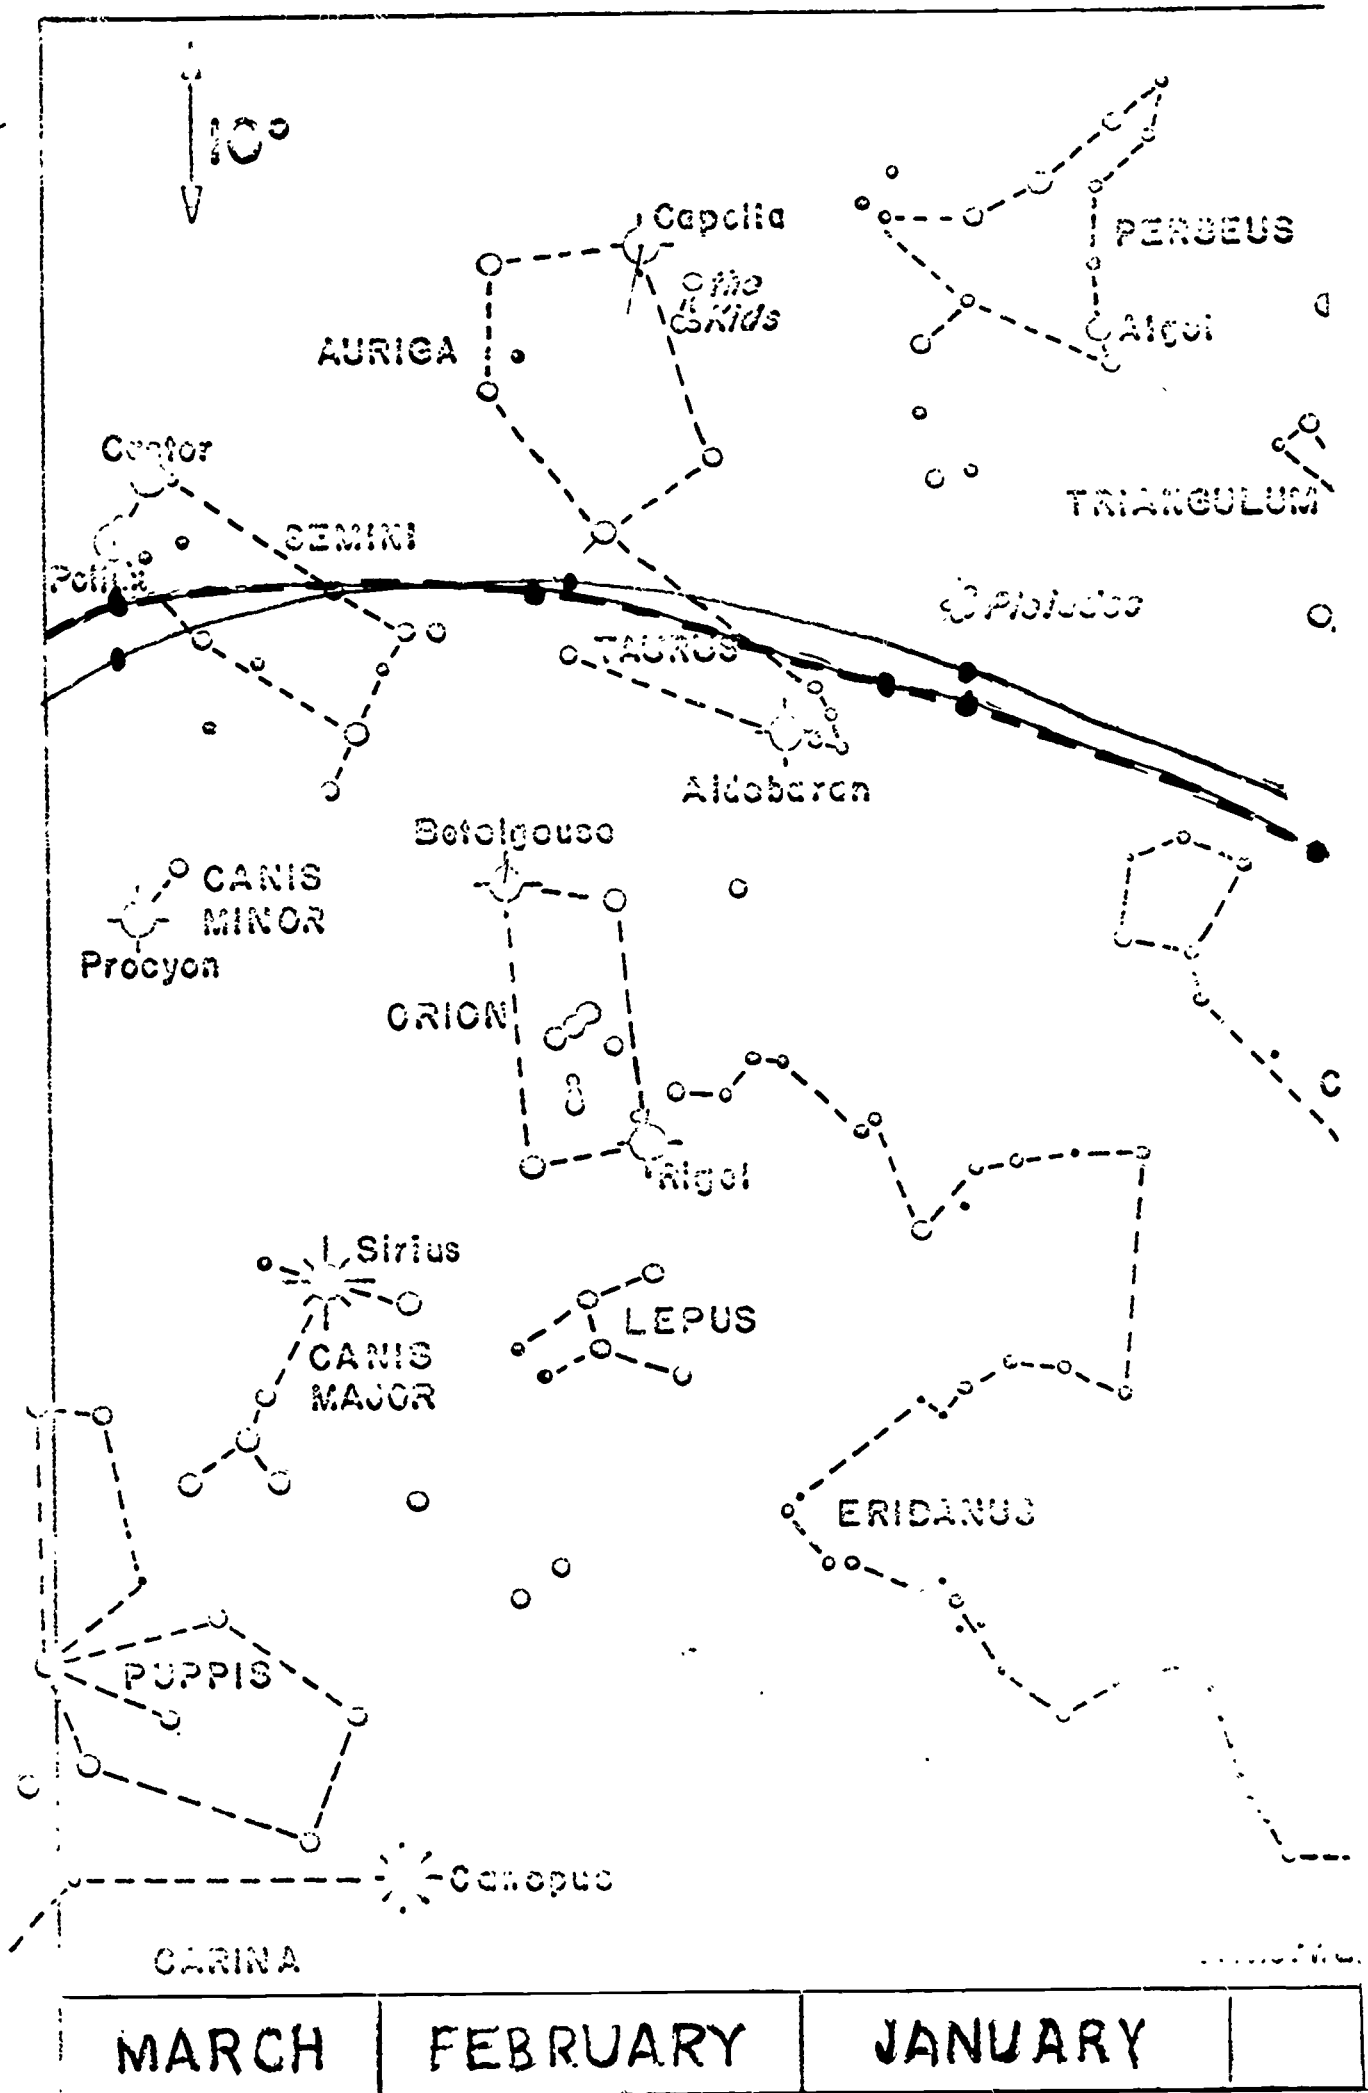 10°
Capella
the
Kids
PERSEUS
Algol
AURIGA
Castor
TRIANGULUM
GEMINI
Pollux
Pleiades
TAURUS
Aldebaran
Betelgeuse
CANIS
MINOR
Procyon
ORION
C
Rigel
Sirius
LEPUS
CANIS
MAJOR
ERIDANUS
PUPPIS
Canopus
CARINA
MARCH
FEBRUARY
JANUARY